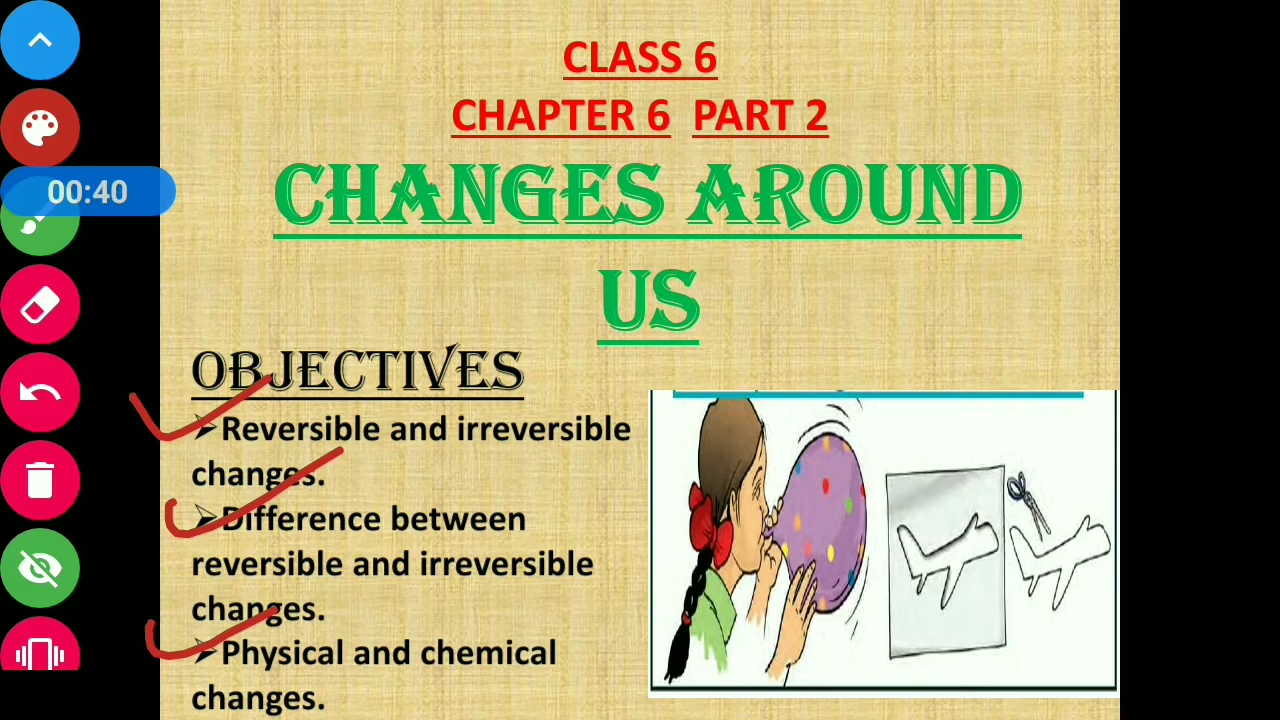 CLASS 6
CHAPTER 6 PART 2
CHANGES AROUND
US
00:40
OBJECTIVES
➤Reversible and irreversible
changes.
➤Difference between
reversible and irreversible
changes.
➤Physical and chemical
changes.